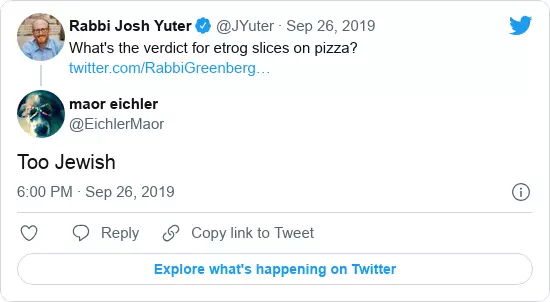 Rabbi Josh Yuter @JYuter · Sep 26, 2019
What's the verdict for etrog slices on pizza?
twitter.com/RabbiGreenberg…
maor eichler
@EichlerMaor
Too Jewish
6:00 PM · Sep 26, 2019
Reply Copy link to Tweet
Explore what's happening on Twitter